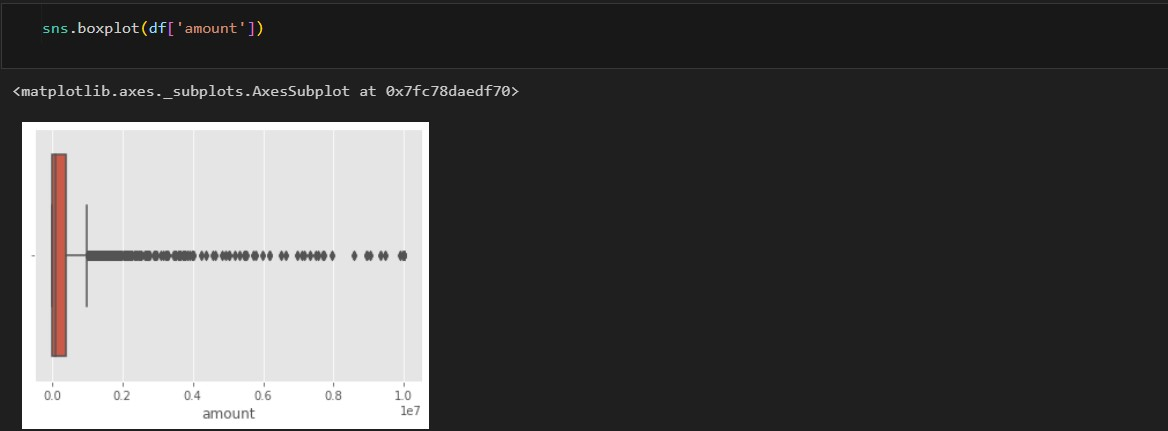 sns.boxplot(df['amount'])
<matplotlib.axes._subplots.AxesSubplot at 0x7fc78daedf70>
0.0 0.2 0.4 0.6 0.8 1.0
1e7
amount